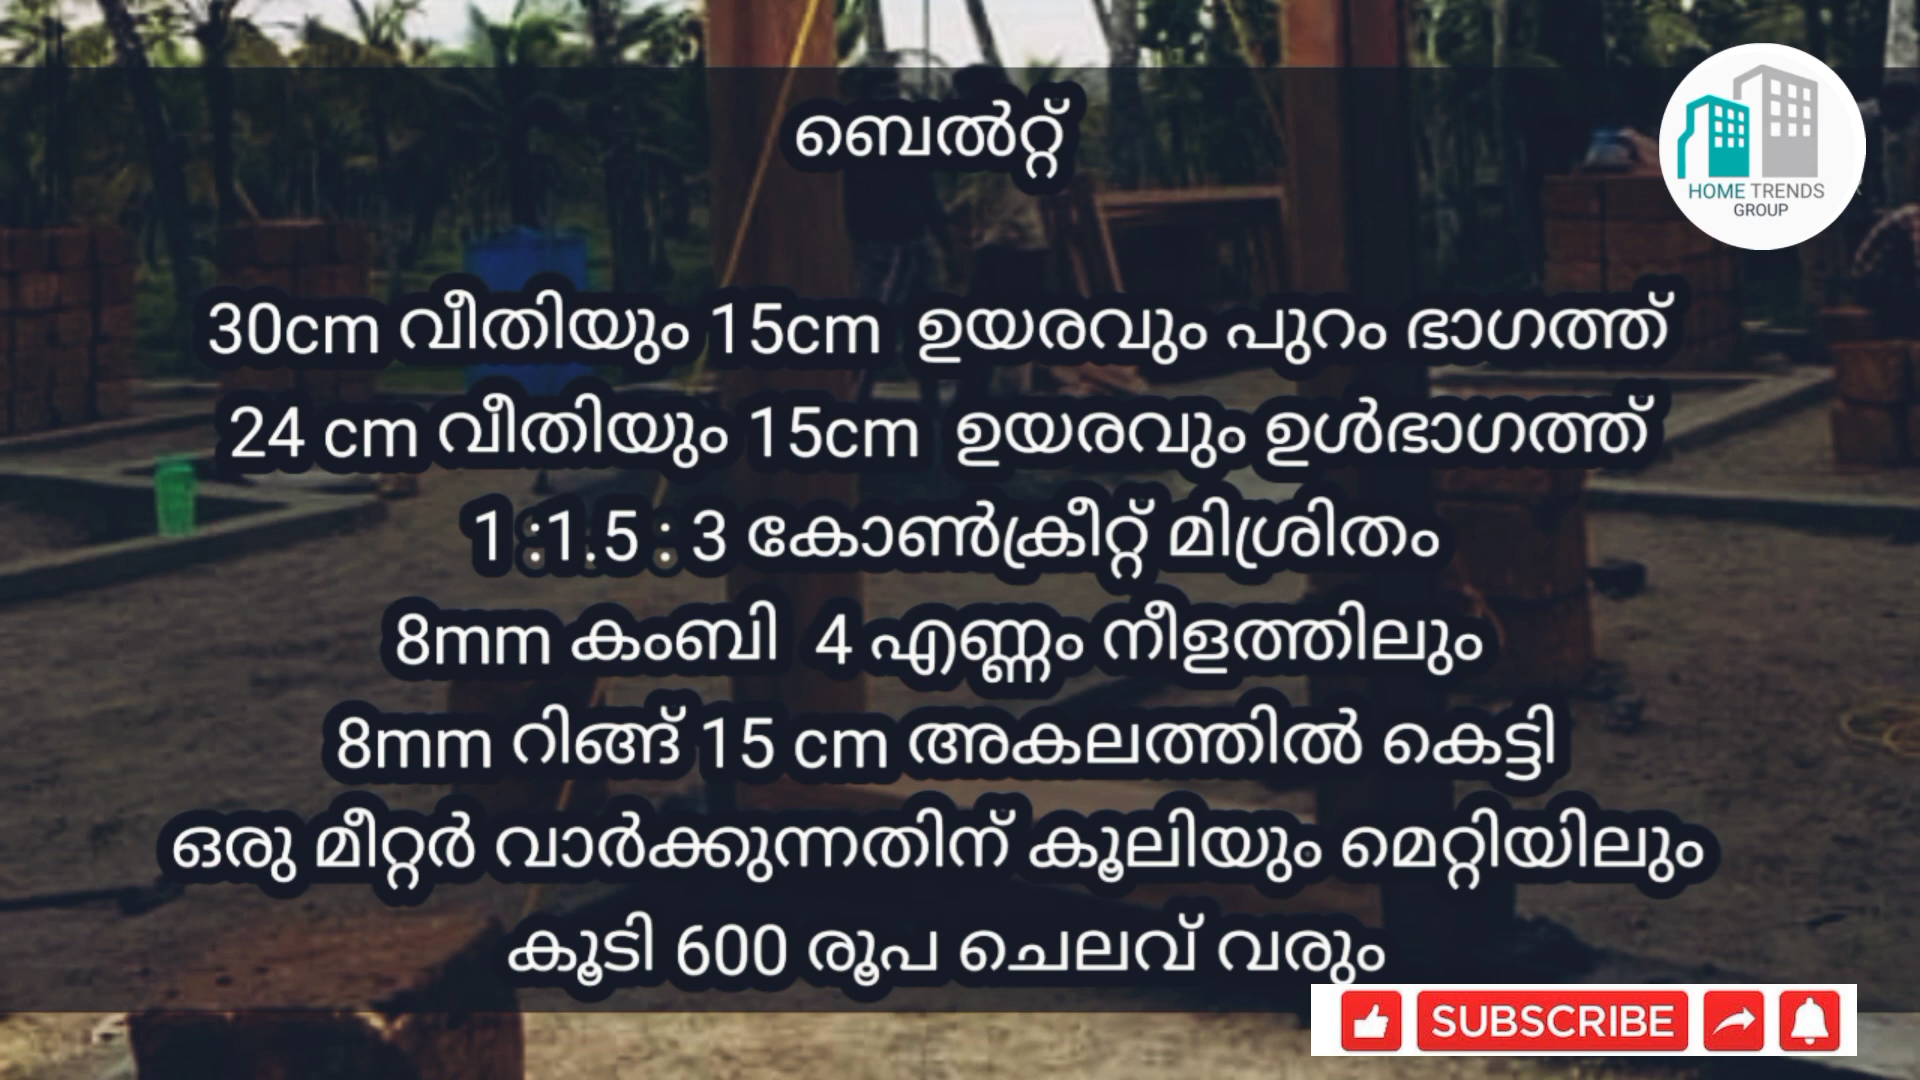 ബെൽറ്റ്
HOME TRENDS
GROUP
30cm വീതിയും 15cm ഉയരവും പുറം ഭാഗത്ത്
24 cm വീതിയും 15cm ഉയരവും ഉൾഭാഗത്ത്
1 :1.5 : 3 കോൺക്രീറ്റ് മിശ്രിതം
8mm കംബി 4 എണ്ണം നീളത്തിലും
8mm റിങ്ങ് 15 cm അകലത്തിൽ കെട്ടി
ഒരു മീറ്റർ വാർക്കുന്നതിന് കൂലിയും മെറ്റിയിലും
കൂടി 600 രൂപ ചെലവ് വരും
SUBSCRIBE